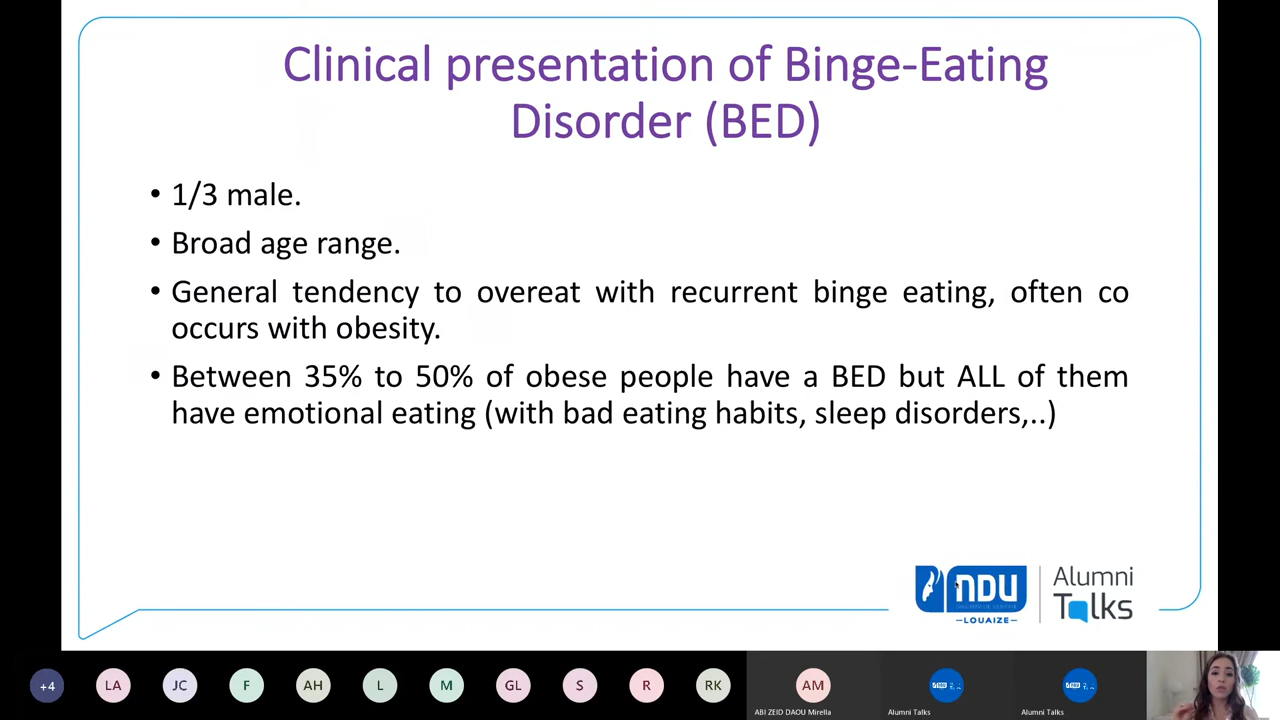 Clinical presentation of Binge-Eating
Disorder (BED)
• 1/3 male.
• Broad age range.
• General tendency to overeat with recurrent binge eating, often co
occurs with obesity.
• Between 35% to 50% of obese people have a BED but ALL of them
have emotional eating (with bad eating habits, sleep disorders,..)
NDU
LOUAIZE
Alumni
Talks
+4
LA
JC
F
AH
L
M
GL
S
R
RK
AM
ABI ZEID DAOU Mirella
Alumni Talks
Alumni Talks